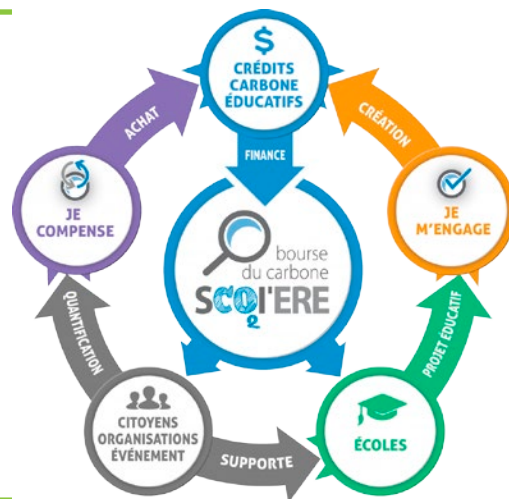 $
CRÉDITS
CARBONE
ÉDUCATIFS
ACHAT
CRÉATION
FINANCE
JE
COMPENSE
JE
M'ENGAGE
bourse
du carbone
SCO2l'ERE
QUANTIFICATION
PROJET ÉDUCATIF
CITOYENS
ORGANISATIONS
ÉVÉNEMENT
SUPPORTE
ÉCOLES